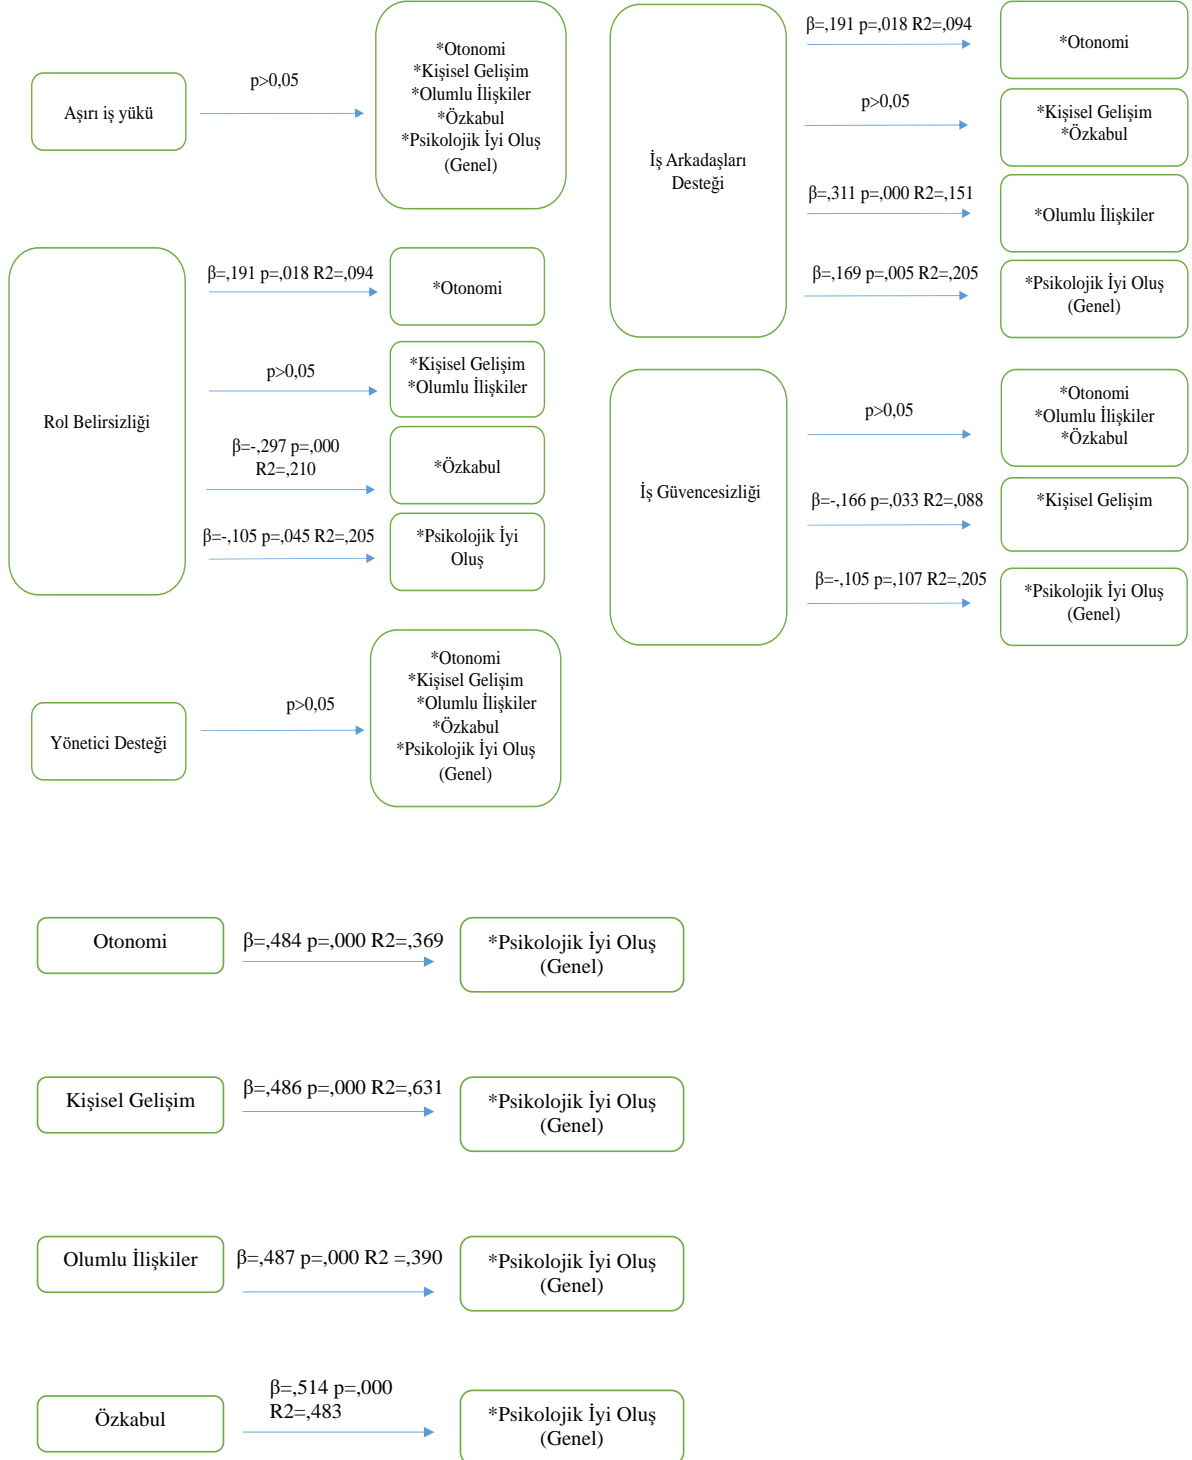 Aşırı iş yükü
p>0,05
*Otonomi
*Kişisel Gelişim
*Olumlu İlişkiler
*Özkabul
*Psikolojik İyi Oluş
(Genel)
Rol Belirsizliği
β=,191 p=,018 R2=,094
*Otonomi
p>0,05
*Kişisel Gelişim
*Olumlu İlişkiler
β=-,297 p=,000
R2=,210
*Özkabul
β=-,105 p=,045 R2=,205
*Psikolojik İyi
Oluş
Yönetici Desteği
p>0,05
*Otonomi
*Kişisel Gelişim
*Olumlu İlişkiler
*Özkabul
*Psikolojik İyi Oluş
(Genel)
İş Arkadaşları
Desteği
β=,191 p=,018 R2=,094
*Otonomi
p>0,05
*Kişisel Gelişim
*Özkabul
β=,311 p=,000 R2=,151
*Olumlu İlişkiler
β=,169 p=,005 R2=,205
*Psikolojik İyi Oluş
(Genel)
İş Güvencesizliği
p>0,05
*Otonomi
*Olumlu İlişkiler
*Özkabul
β=-,166 p=,033 R2=,088
*Kişisel Gelişim
β=-,105 p=,107 R2=,205
*Psikolojik İyi Oluş
(Genel)
Otonomi
β=,484 p=,000 R2=,369
*Psikolojik İyi Oluş
(Genel)
Kişisel Gelişim
β=,486 p=,000 R2=,631
*Psikolojik İyi Oluş
(Genel)
Olumlu İlişkiler
β=,487 p=,000 R2 =,390
*Psikolojik İyi Oluş
(Genel)
Özkabul
β=,514 p=,000
R2=,483
*Psikolojik İyi Oluş
(Genel)